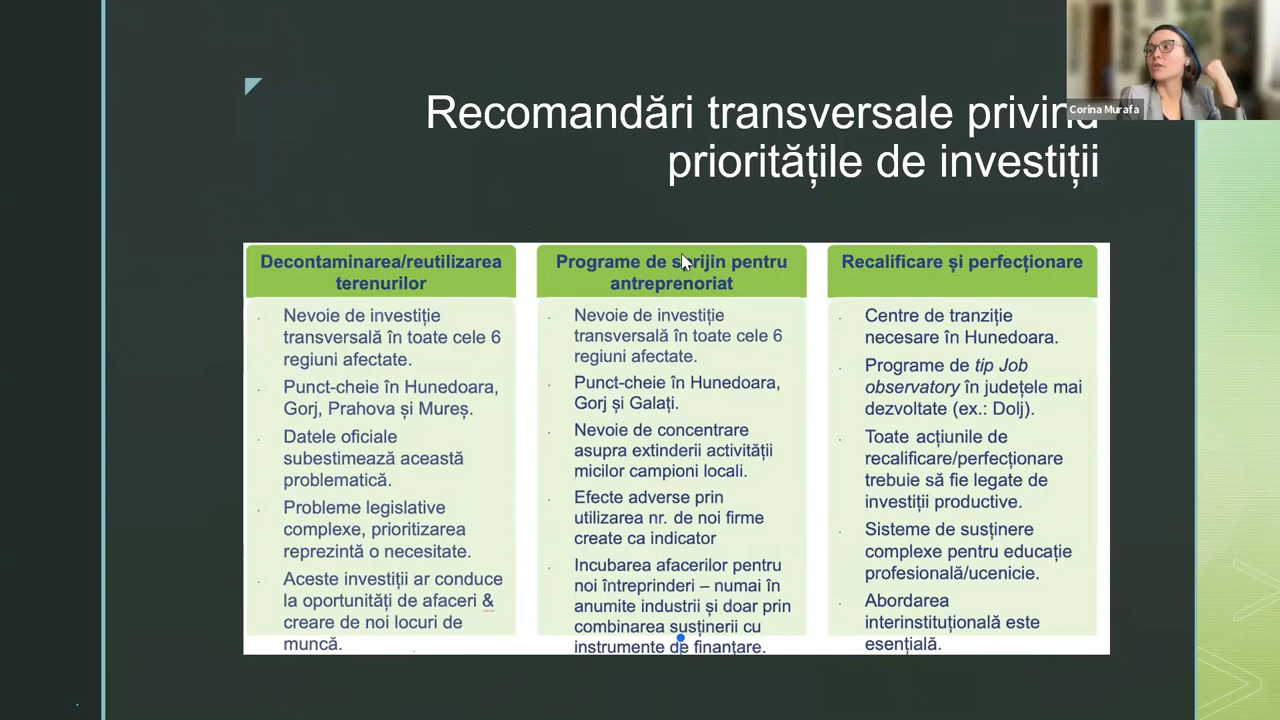 Corina Murafa
Recomandări transversale privind
prioritățile de investiții
Decontaminarea/reutilizarea
terenurilor
Nevoie de investiție
transversală în toate cele 6
regiuni afectate.
Punct-cheie în Hunedoara,
Gorj, Prahova și Mureș.
Datele oficiale
subestimează această
problematică.
Probleme legislative
complexe, prioritizarea
reprezintă o necesitate.
Aceste investiții ar conduce
la oportunități de afaceri &
creare de noi locuri de
muncă.
Programe de sprijin pentru
antreprenoriat
Nevoie de investiție
transversală în toate cele 6
regiuni afectate.
Punct-cheie în Hunedoara,
Gorj și Galați.
Nevoie de concentrare
asupra extinderii activității
micilor campioni locali.
Efecte adverse prin
utilizarea nr. de noi firme
create ca indicator
Incubarea afacerilor pentru
noi întreprinderi – numai în
anumite industrii și doar prin
combinarea susținerii cu
instrumente de finanțare.
Recalificare și perfecționare
Centre de tranziție
necesare în Hunedoara.
Programe de tip Job
observatory în județele mai
dezvoltate (ex.: Dolj).
Toate acțiunile de
recalificare/perfecționare
trebuie să fie legate de
investiții productive.
Sisteme de susținere
complexe pentru educație
profesională/ucenicie.
Abordarea
interinstituțională este
esențială.